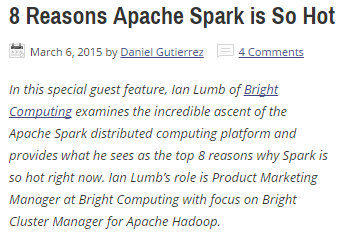 8 Reasons Apache Spark is So Hot
March 6, 2015 by Daniel Gutierrez 4 Comments
In this special guest feature, Ian Lumb of Bright
Computing examines the incredible ascent of the
Apache Spark distributed computing platform and
provides what he sees as the top 8 reasons why Spark is
so hot right now. Ian Lumb's role is Product Marketing
Manager at Bright Computing with focus on Bright
Cluster Manager for Apache Hadoop.